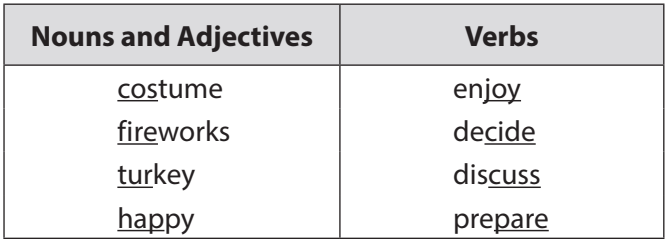 Nouns and Adjectives Verbs
costume enjoy
fireworks decide
turkey discuss
happy prepare